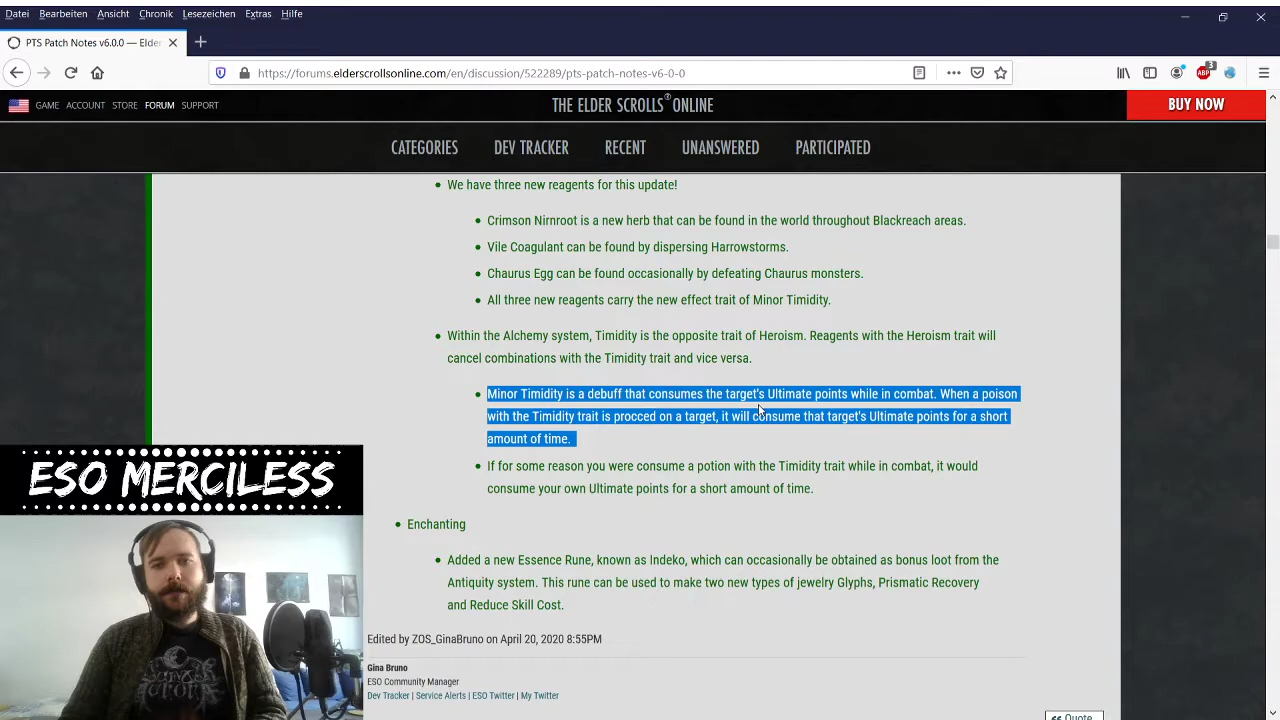 Datei Bearbeiten Ansicht Chronik Lesezeichen Extras Hilfe
PTS Patch Notes v6.0.0 — Elder
https://forums.elderscrollsonline.com/en/discussion/522289/pts-patch-notes-v6-0-0
ABP 3
GAME ACCOUNT STORE FORUM SUPPORT
THE ELDER SCROLLS® ONLINE
BUY NOW
CATEGORIES DEV TRACKER RECENT UNANSWERED PARTICIPATED
We have three new reagents for this update!
Crimson Nirnroot is a new herb that can be found in the world throughout Blackreach areas.
Vile Coagulant can be found by dispersing Harrowstorms.
Chaurus Egg can be found occasionally by defeating Chaurus monsters.
All three new reagents carry the new effect trait of Minor Timidity.
Within the Alchemy system, Timidity is the opposite trait of Heroism. Reagents with the Heroism trait will
cancel combinations with the Timidity trait and vice versa.
Minor Timidity is a debuff that consumes the target's Ultimate points while in combat. When a poison
with the Timidity trait is procced on a target, it will consume that target's Ultimate points for a short
amount of time.
If for some reason you were consume a potion with the Timidity trait while in combat, it would
consume your own Ultimate points for a short amount of time.
ESO MERCILESS
Enchanting
Added a new Essence Rune, known as Indeko, which can occasionally be obtained as bonus loot from the
Antiquity system. This rune can be used to make two new types of jewelry Glyphs, Prismatic Recovery
and Reduce Skill Cost.
Edited by ZOS_GinaBruno on April 20, 2020 8:55PM
Gina Bruno
ESO Community Manager
Dev Tracker | Service Alerts | ESO Twitter | My Twitter
Quote